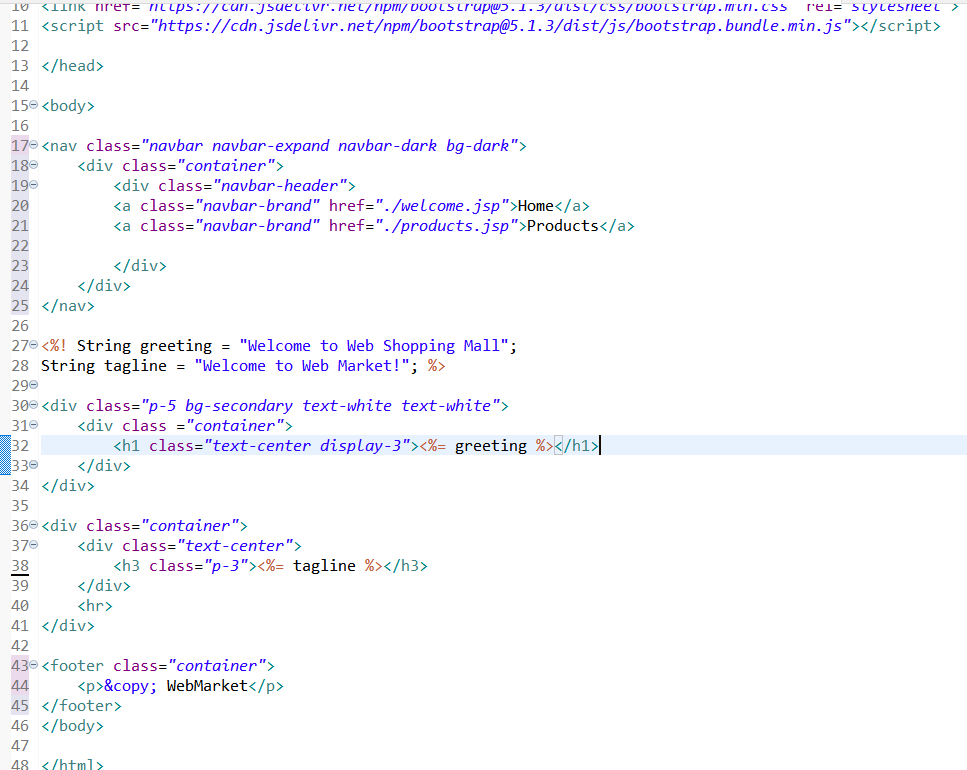 10 <link href="https://cdn.jsdelivr.net/npm/bootstrap@5.1.3/dist/css/bootstrap.min.css" rel="stylesheet">
11 <script src="https://cdn.jsdelivr.net/npm/bootstrap@5.1.3/dist/js/bootstrap.bundle.min.js"></script>
12
13 </head>
14
15 <body>
16
17 <nav class="navbar navbar-expand navbar-dark bg-dark">
18     <div class="container">
19         <div class="navbar-header">
20         <a class="navbar-brand" href="./welcome.jsp">Home</a>
21         <a class="navbar-brand" href="./products.jsp">Products</a>
22
23         </div>
24     </div>
25 </nav>
26
27 <%! String greeting = "Welcome to Web Shopping Mall";
28 String tagline = "Welcome to Web Market!"; %>
29
30 <div class="p-5 bg-secondary text-white text-white">
31     <div class ="container">
32         <h1 class="text-center display-3"><%= greeting %></h1>
33     </div>
34 </div>
35
36 <div class="container">
37     <div class="text-center">
38         <h3 class="p-3"><%= tagline %></h3>
39     </div>
40     <hr>
41 </div>
42
43 <footer class="container">
44     <p>&copy; WebMarket</p>
45 </footer>
46 </body>
47
48 </html>